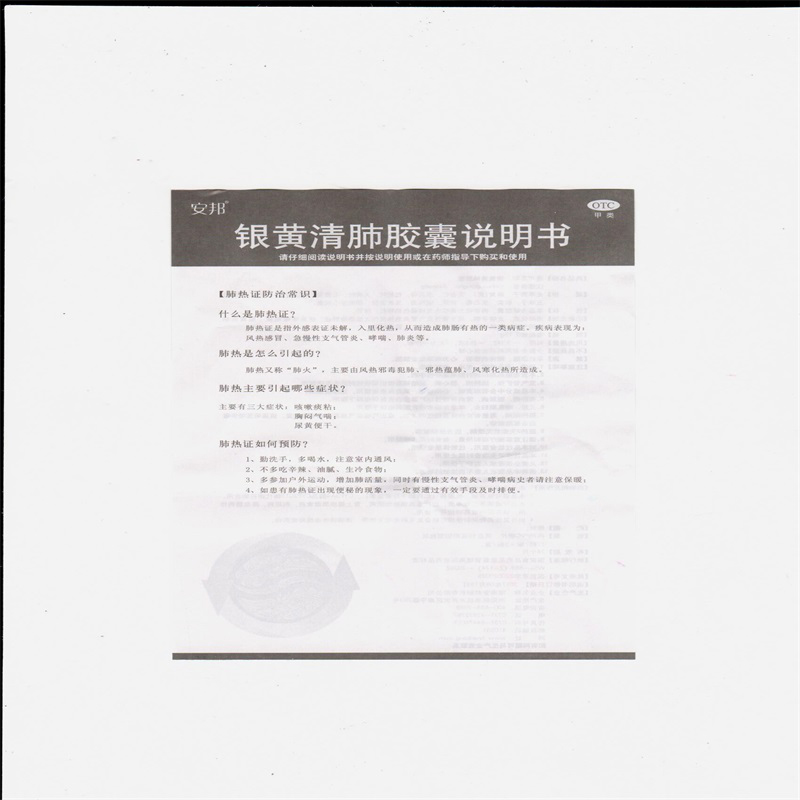 安邦®
OTC
甲类
银黄清肺胶囊说明书
请仔细阅读说明书并按说明使用或在药师指导下购买和使用
【肺热证防治常识】
什么是肺热证?
肺热证是指外感表证未解，入里化热，从而造成肺肠有热的一类病症。疾病表现为:
风热感冒、急慢性支气管炎、哮喘、肺炎等。
肺热是怎么引起的?
肺热又称“肺火”，主要由风热邪毒犯肺、邪热蕴肺、风寒化热所造成。
肺热主要引起哪些症状?
主要有三大症状: 咳嗽痰粘;
胸闷气喘;
尿黄便干。
肺热证如何预防?
1、勤洗手，多喝水，注意室内通风;
2、不多吃辛辣、油腻、生冷食物;
3、多参加户外运动，增加肺活量，同时有慢性支气管炎、哮喘病史者请注意保暖;
4、如患有肺热证出现便秘的现象，一定要通过有效手段及时排便。